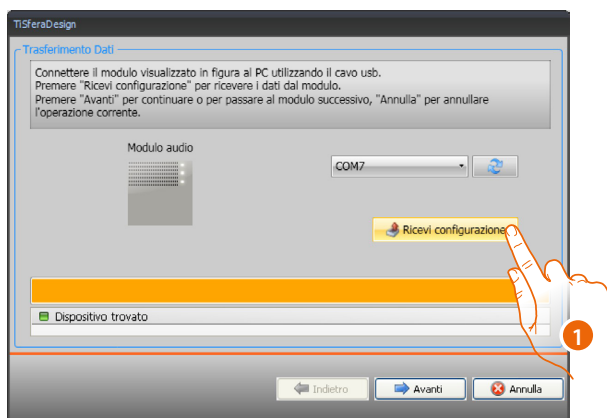 TiSferaDesign
Trasferimento Dati
Connettere il modulo visualizzato in figura al PC utilizzando il cavo usb.
Premere "Ricevi configurazione" per ricevere i dati dal modulo.
Premere "Avanti" per continuare o per passare al modulo successivo, "Annulla" per annullare
l'operazione corrente.
Modulo audio
COM7
Ricevi configurazione
Dispositivo trovato
1
Indietro
Avanti
Annulla